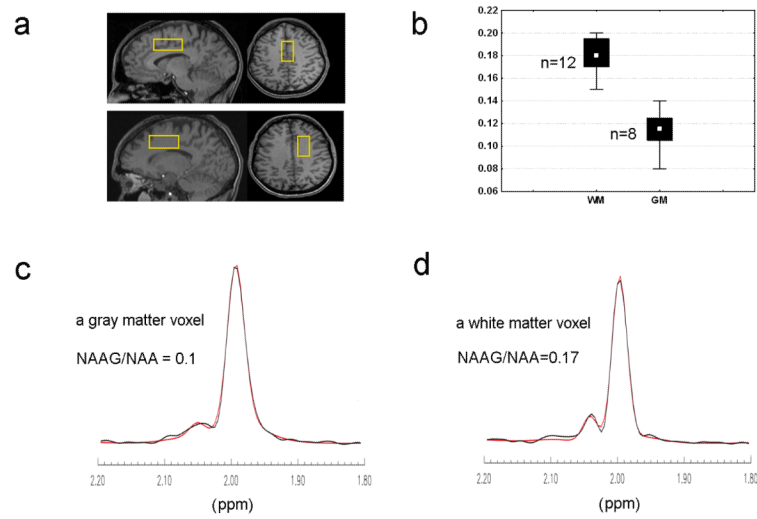 a
b
0.22
0.20
0.18
0.16
0.14
0.12
0.10
0.08
0.06
n=12
n=8
WM
GM
c
a gray matter voxel
NAAG/NAA = 0.1
2.20 2.10 2.00 1.90 1.80
(ppm)
d
a white matter voxel
NAAG/NAA=0.17
2.20 2.10 2.00 1.90 1.80
(ppm)